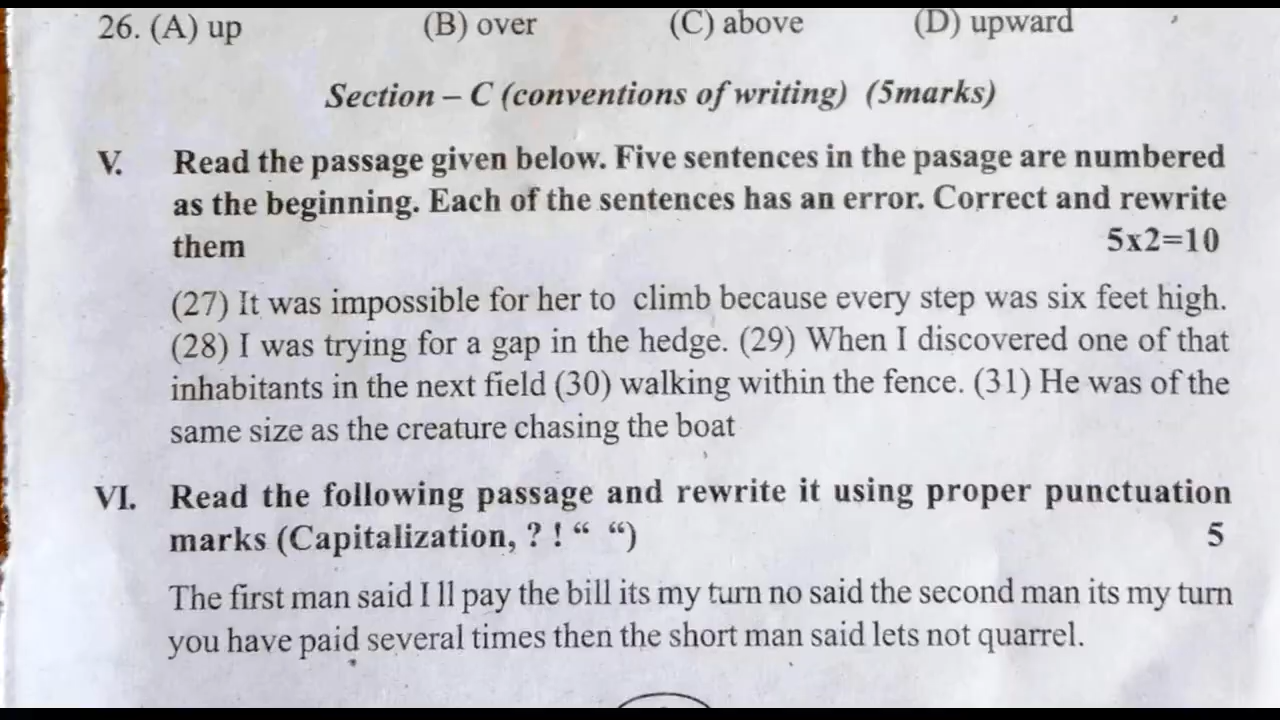 26. (A) up (B) over (C) above (D) upward
Section – C (conventions of writing) (5marks)
V. Read the passage given below. Five sentences in the pasage are numbered
as the beginning. Each of the sentences has an error. Correct and rewrite
them 5x2=10
(27) It was impossible for her to climb because every step was six feet high.
(28) I was trying for a gap in the hedge. (29) When I discovered one of that
inhabitants in the next field (30) walking within the fence. (31) He was of the
same size as the creature chasing the boat
VI. Read the following passage and rewrite it using proper punctuation
marks (Capitalization, ? ! “ “) 5
The first man said I ll pay the bill its my turn no said the second man its my turn
you have paid several times then the short man said lets not quarrel.